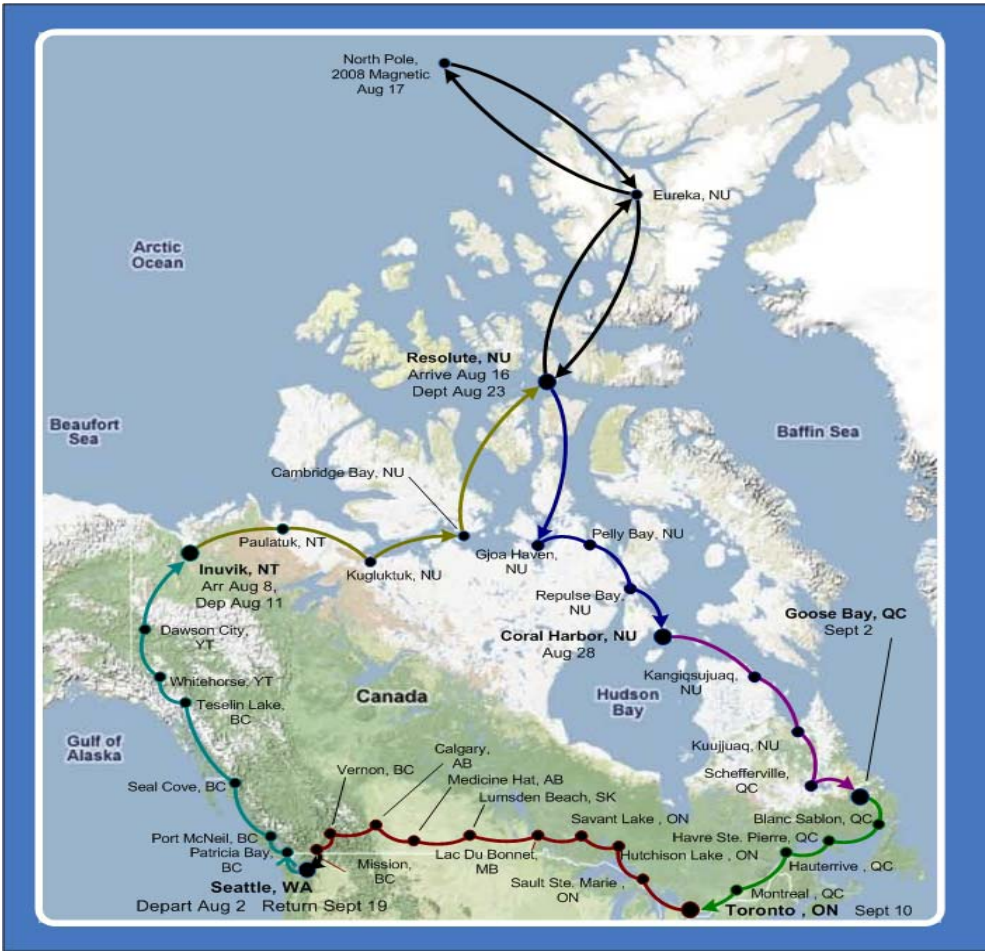 North Pole,
2008 Magnetic
Aug 17
Eureka, NU
Arctic
Ocean
Resolute, NU
Arrive Aug 16
Dept Aug 23
Beaufort
Sea
Baffin Sea
Cambridge Bay, NU
Paulatuk, NT
Kugluktuk, NU
Gjoa Haven,
NU
Pelly Bay, NU
Inuvik, NT
Arr Aug 8,
Dep Aug 11
Repulse Bay,
NU
Goose Bay, QC
Sept 2
Coral Harbor, NU
Aug 28
Dawson City,
YT
Kangiqsujuaq,
NU
Whitehorse, YT
Teselin Lake,
BC
Canada
Hudson
Bay
Gulf of
Alaska
Kuujjuaq, NU
Schefferville,
QC
Calgary,
AB
Vernon, BC
Medicine Hat, AB
Seal Cove, BC
Lumsden Beach, SK
Savant Lake , ON
Blanc Sablon, QC
Port McNeil, BC
Patricia Bay,
BC
Havre Ste. Pierre, QC
Mission,
BC
Lac Du Bonnet,
MB
Hutchison Lake , ON
Hauterrive , QC
Sault Ste. Marie ,
ON
Seattle, WA
Depart Aug 2 Return Sept 19
Montreal , QC
Toronto , ON Sept 10